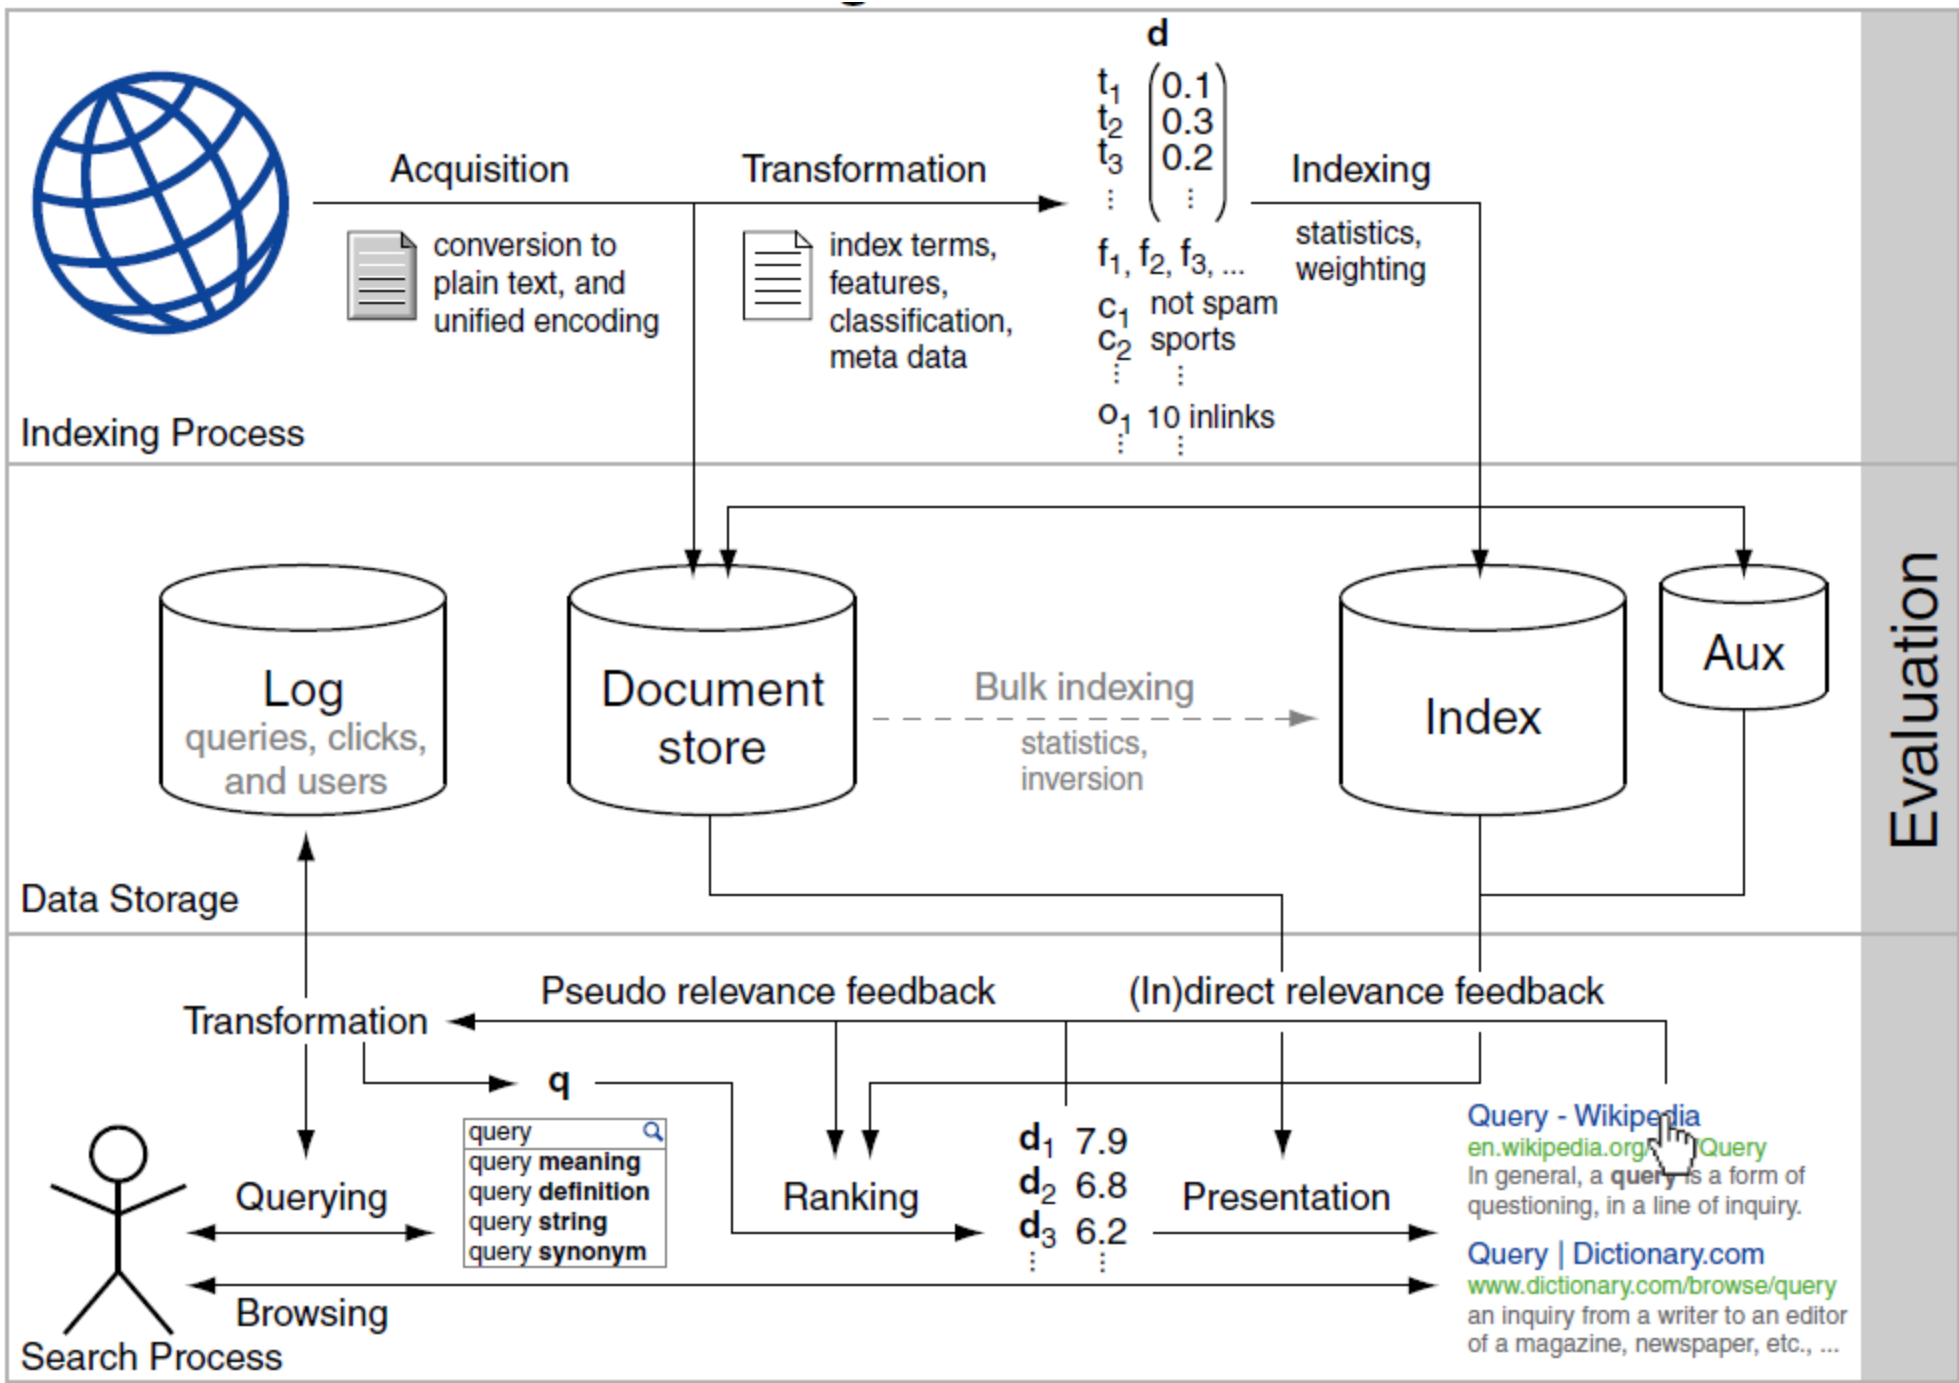 d
t1 0.1
t2 0.3
t3 0.2
⋮ ⋮
Acquisition
conversion to
plain text, and
unified encoding
Transformation
index terms,
features,
classification,
meta data
f1, f2, f3, ...
c1 not spam
c2 sports
⋮ ⋮
o1 10 inlinks
⋮ ⋮
Indexing
statistics,
weighting
Indexing Process
Log
queries, clicks,
and users
Document
store
Bulk indexing
statistics,
inversion
Index
Aux
Evaluation
Data Storage
Pseudo relevance feedback
(In)direct relevance feedback
Transformation
q
query
query meaning
query definition
query string
query synonym
Querying
Ranking
d1 7.9
d2 6.8
d3 6.2
⋮ ⋮
Presentation
Query - Wikipedia
en.wikipedia.org/ /Query
In general, a query is a form of
questioning, in a line of inquiry.
Query | Dictionary.com
www.dictionary.com/browse/query
an inquiry from a writer to an editor
of a magazine, newspaper, etc., ...
Browsing
Search Process